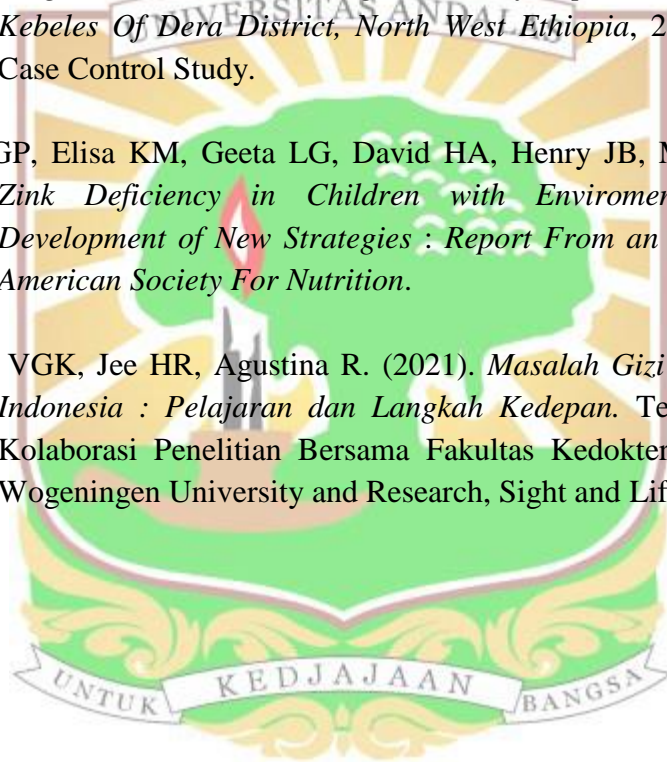 UNIVERSITAS ANDALAS
Kebeles Of Dera District, North West Ethiopia, 2
Case Control Study.
GP, Elisa KM, Geeta LG, David HA, Henry JB, M
Zink Deficiency in Children with Enviromen
Development of New Strategies : Report From an
American Society For Nutrition.
VGK, Jee HR, Agustina R. (2021). Masalah Gizi
Indonesia : Pelajaran dan Langkah Kedepan. Te
Kolaborasi Penelitian Bersama Fakultas Kedokter
Wogeningen University and Research, Sight and Lif
UNTUK KEDJAJAAN BANGSA